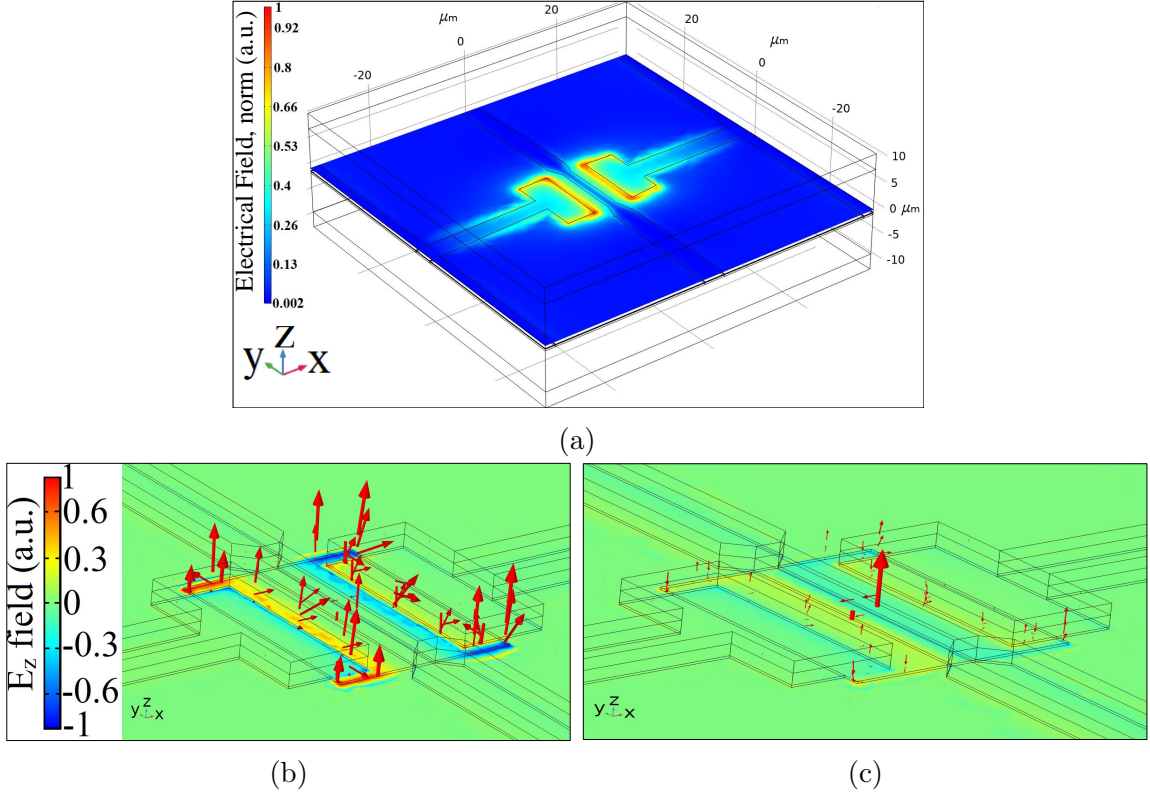 Electrical Field, norm (a.u.)
1
0.92
0.8
0.66
0.53
0.4
0.24
0.13
0.002
μm
20
0
-20
20
μm
0
-20
10
5
0 μm
-5
-10
z
y x
(a)
E_z field (a.u.)
1
0.6
0.3
0
-0.3
-0.6
-1
z
y x
(b)
z
y x
(c)